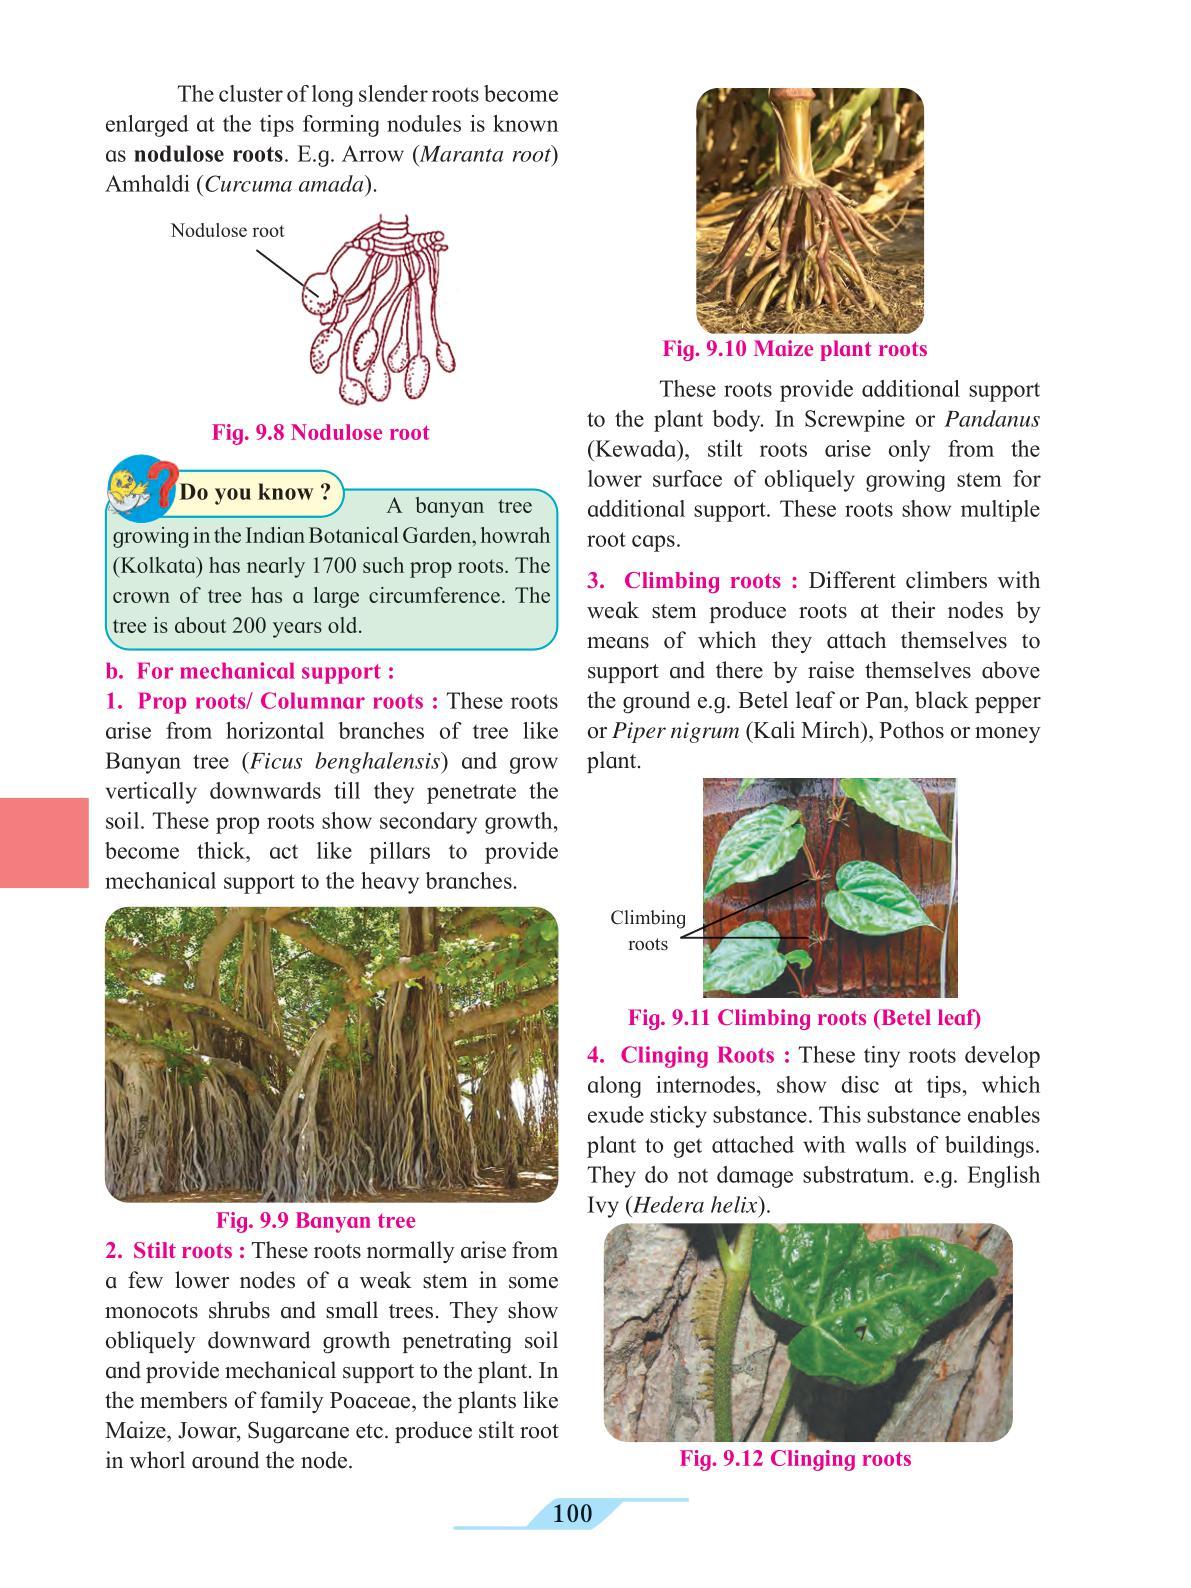 The cluster of long slender roots become
enlarged at the tips forming nodules is known
as nodulose roots. E.g. Arrow (Maranta root)
Amhaldi (Curcuma amada).
Nodulose root
Fig. 9.8 Nodulose root
Do you know ?
A banyan tree
growing in the Indian Botanical Garden, howrah
(Kolkata) has nearly 1700 such prop roots. The
crown of tree has a large circumference. The
tree is about 200 years old.
b. For mechanical support :
1. Prop roots/ Columnar roots : These roots
arise from horizontal branches of tree like
Banyan tree (Ficus benghalensis) and grow
vertically downwards till they penetrate the
soil. These prop roots show secondary growth,
become thick, act like pillars to provide
mechanical support to the heavy branches.
Fig. 9.9 Banyan tree
2. Stilt roots : These roots normally arise from
a few lower nodes of a weak stem in some
monocots shrubs and small trees. They show
obliquely downward growth penetrating soil
and provide mechanical support to the plant. In
the members of family Poaceae, the plants like
Maize, Jowar, Sugarcane etc. produce stilt root
in whorl around the node.
Fig. 9.10 Maize plant roots
These roots provide additional support
to the plant body. In Screwpine or Pandanus
(Kewada), stilt roots arise only from the
lower surface of obliquely growing stem for
additional support. These roots show multiple
root caps.
3. Climbing roots : Different climbers with
weak stem produce roots at their nodes by
means of which they attach themselves to
support and there by raise themselves above
the ground e.g. Betel leaf or Pan, black pepper
or Piper nigrum (Kali Mirch), Pothos or money
plant.
Climbing
roots
Fig. 9.11 Climbing roots (Betel leaf)
4. Clinging Roots : These tiny roots develop
along internodes, show disc at tips, which
exude sticky substance. This substance enables
plant to get attached with walls of buildings.
They do not damage substratum. e.g. English
Ivy (Hedera helix).
Fig. 9.12 Clinging roots
100